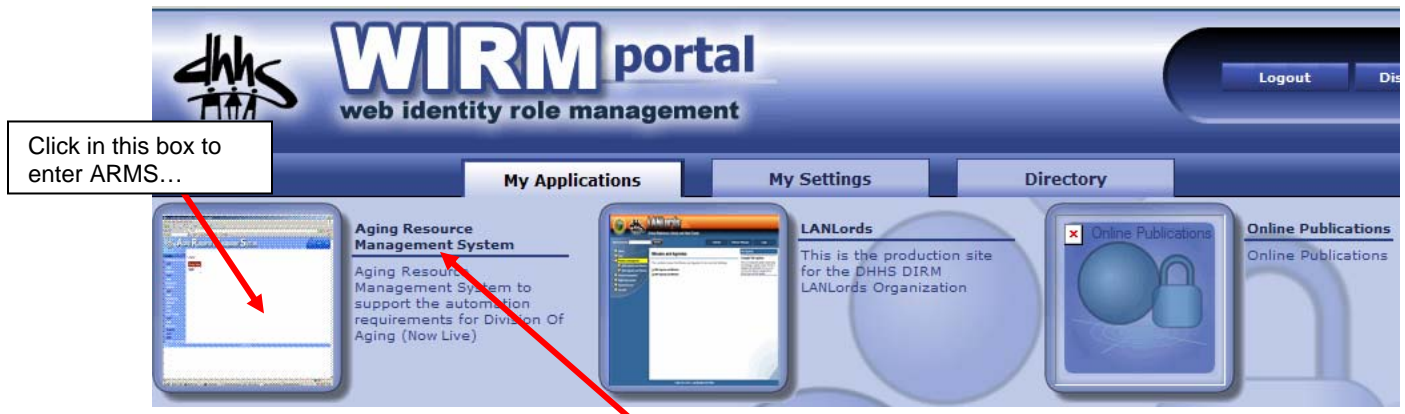 dhhs
WIRM portal
web identity role management
Logout
Dis
Click in this box to
enter ARMS…
My Applications
My Settings
Directory
Aging Resource
Management System
Aging Resource
Management System to
support the automation
requirements for Division Of
Aging (Now Live)
LANLords
LANLords
This is the production site
for the DHHS DIRM
LANLords Organization
Online Publications
Online Publications
Online Publications